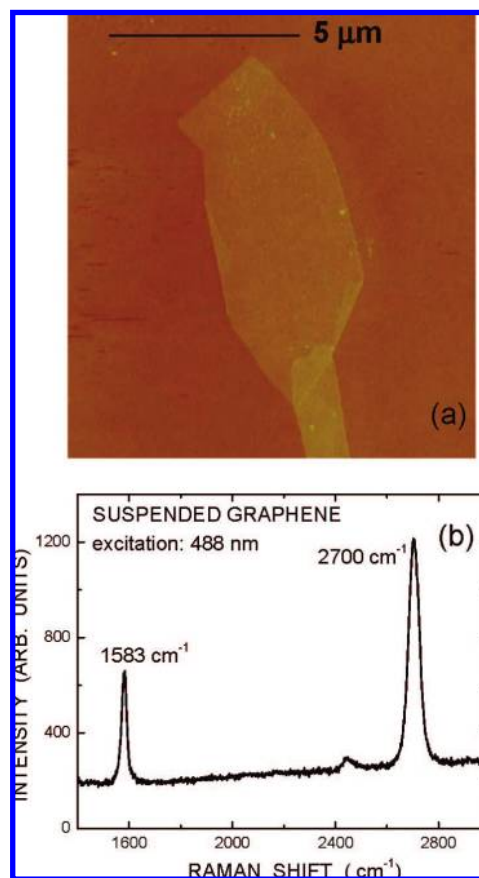 5 μm
(a)
SUSPENDED GRAPHENE
(b)
excitation: 488 nm
2700 cm⁻¹
1583 cm⁻¹
INTENSITY (ARB. UNITS)
1200
800
400
0
1600 2000 2400 2800
RAMAN SHIFT (cm⁻¹)